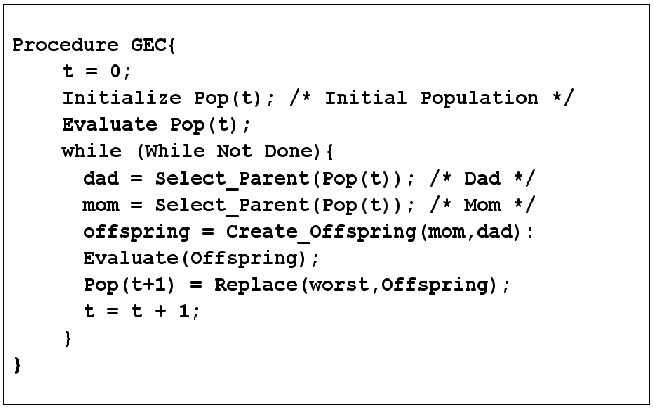 Procedure GEC{
t = 0;
Initialize Pop(t); /* Initial Population */
Evaluate Pop(t);
while (While Not Done){
dad = Select_Parent(Pop(t)); /* Dad */
mom = Select_Parent(Pop(t)); /* Mom */
offspring = Create_Offspring(mom,dad):
Evaluate(Offspring);
Pop(t+1) = Replace(worst,Offspring);
t = t + 1;
}
}